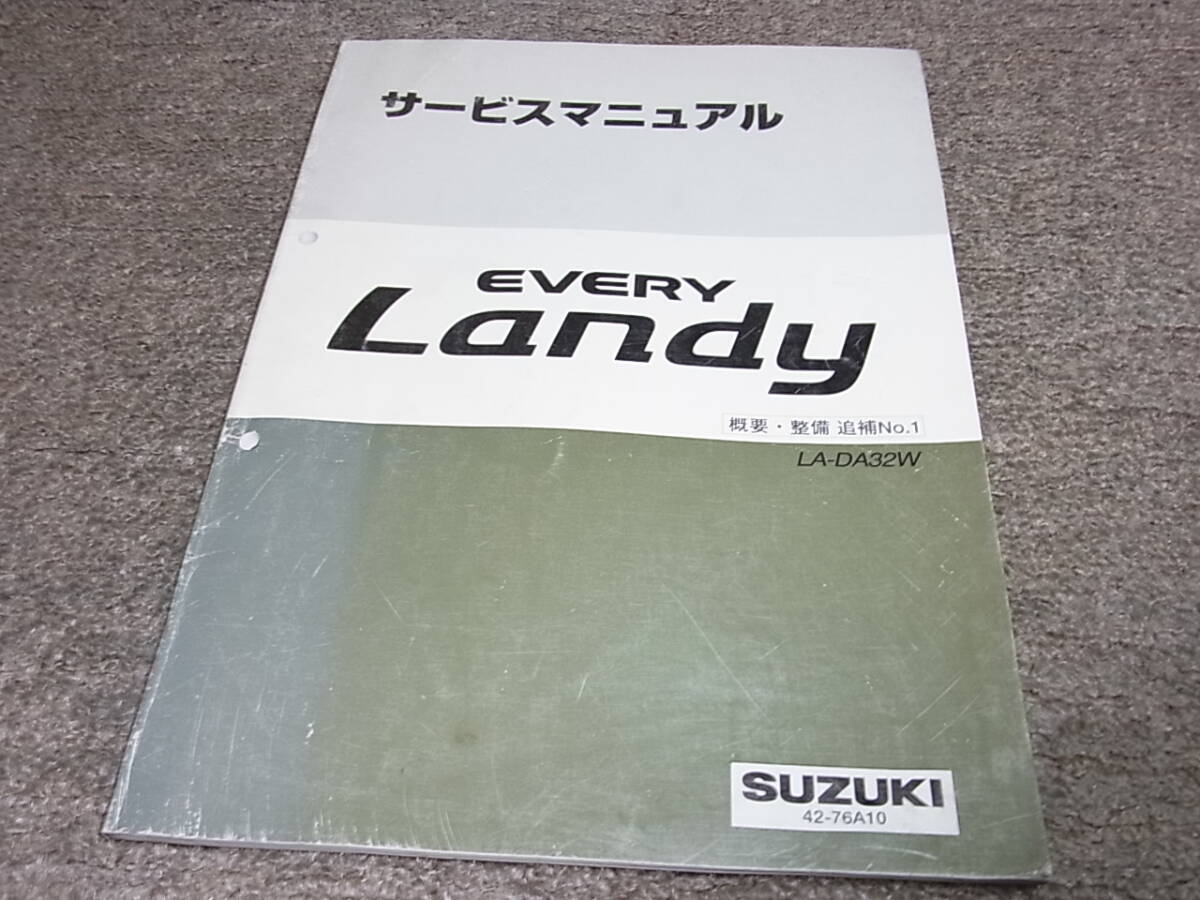 サービスマニュアル
EVERY
Landy
概要・整備 追補No.1
LA-DA32W
SUZUKI
42-76A10